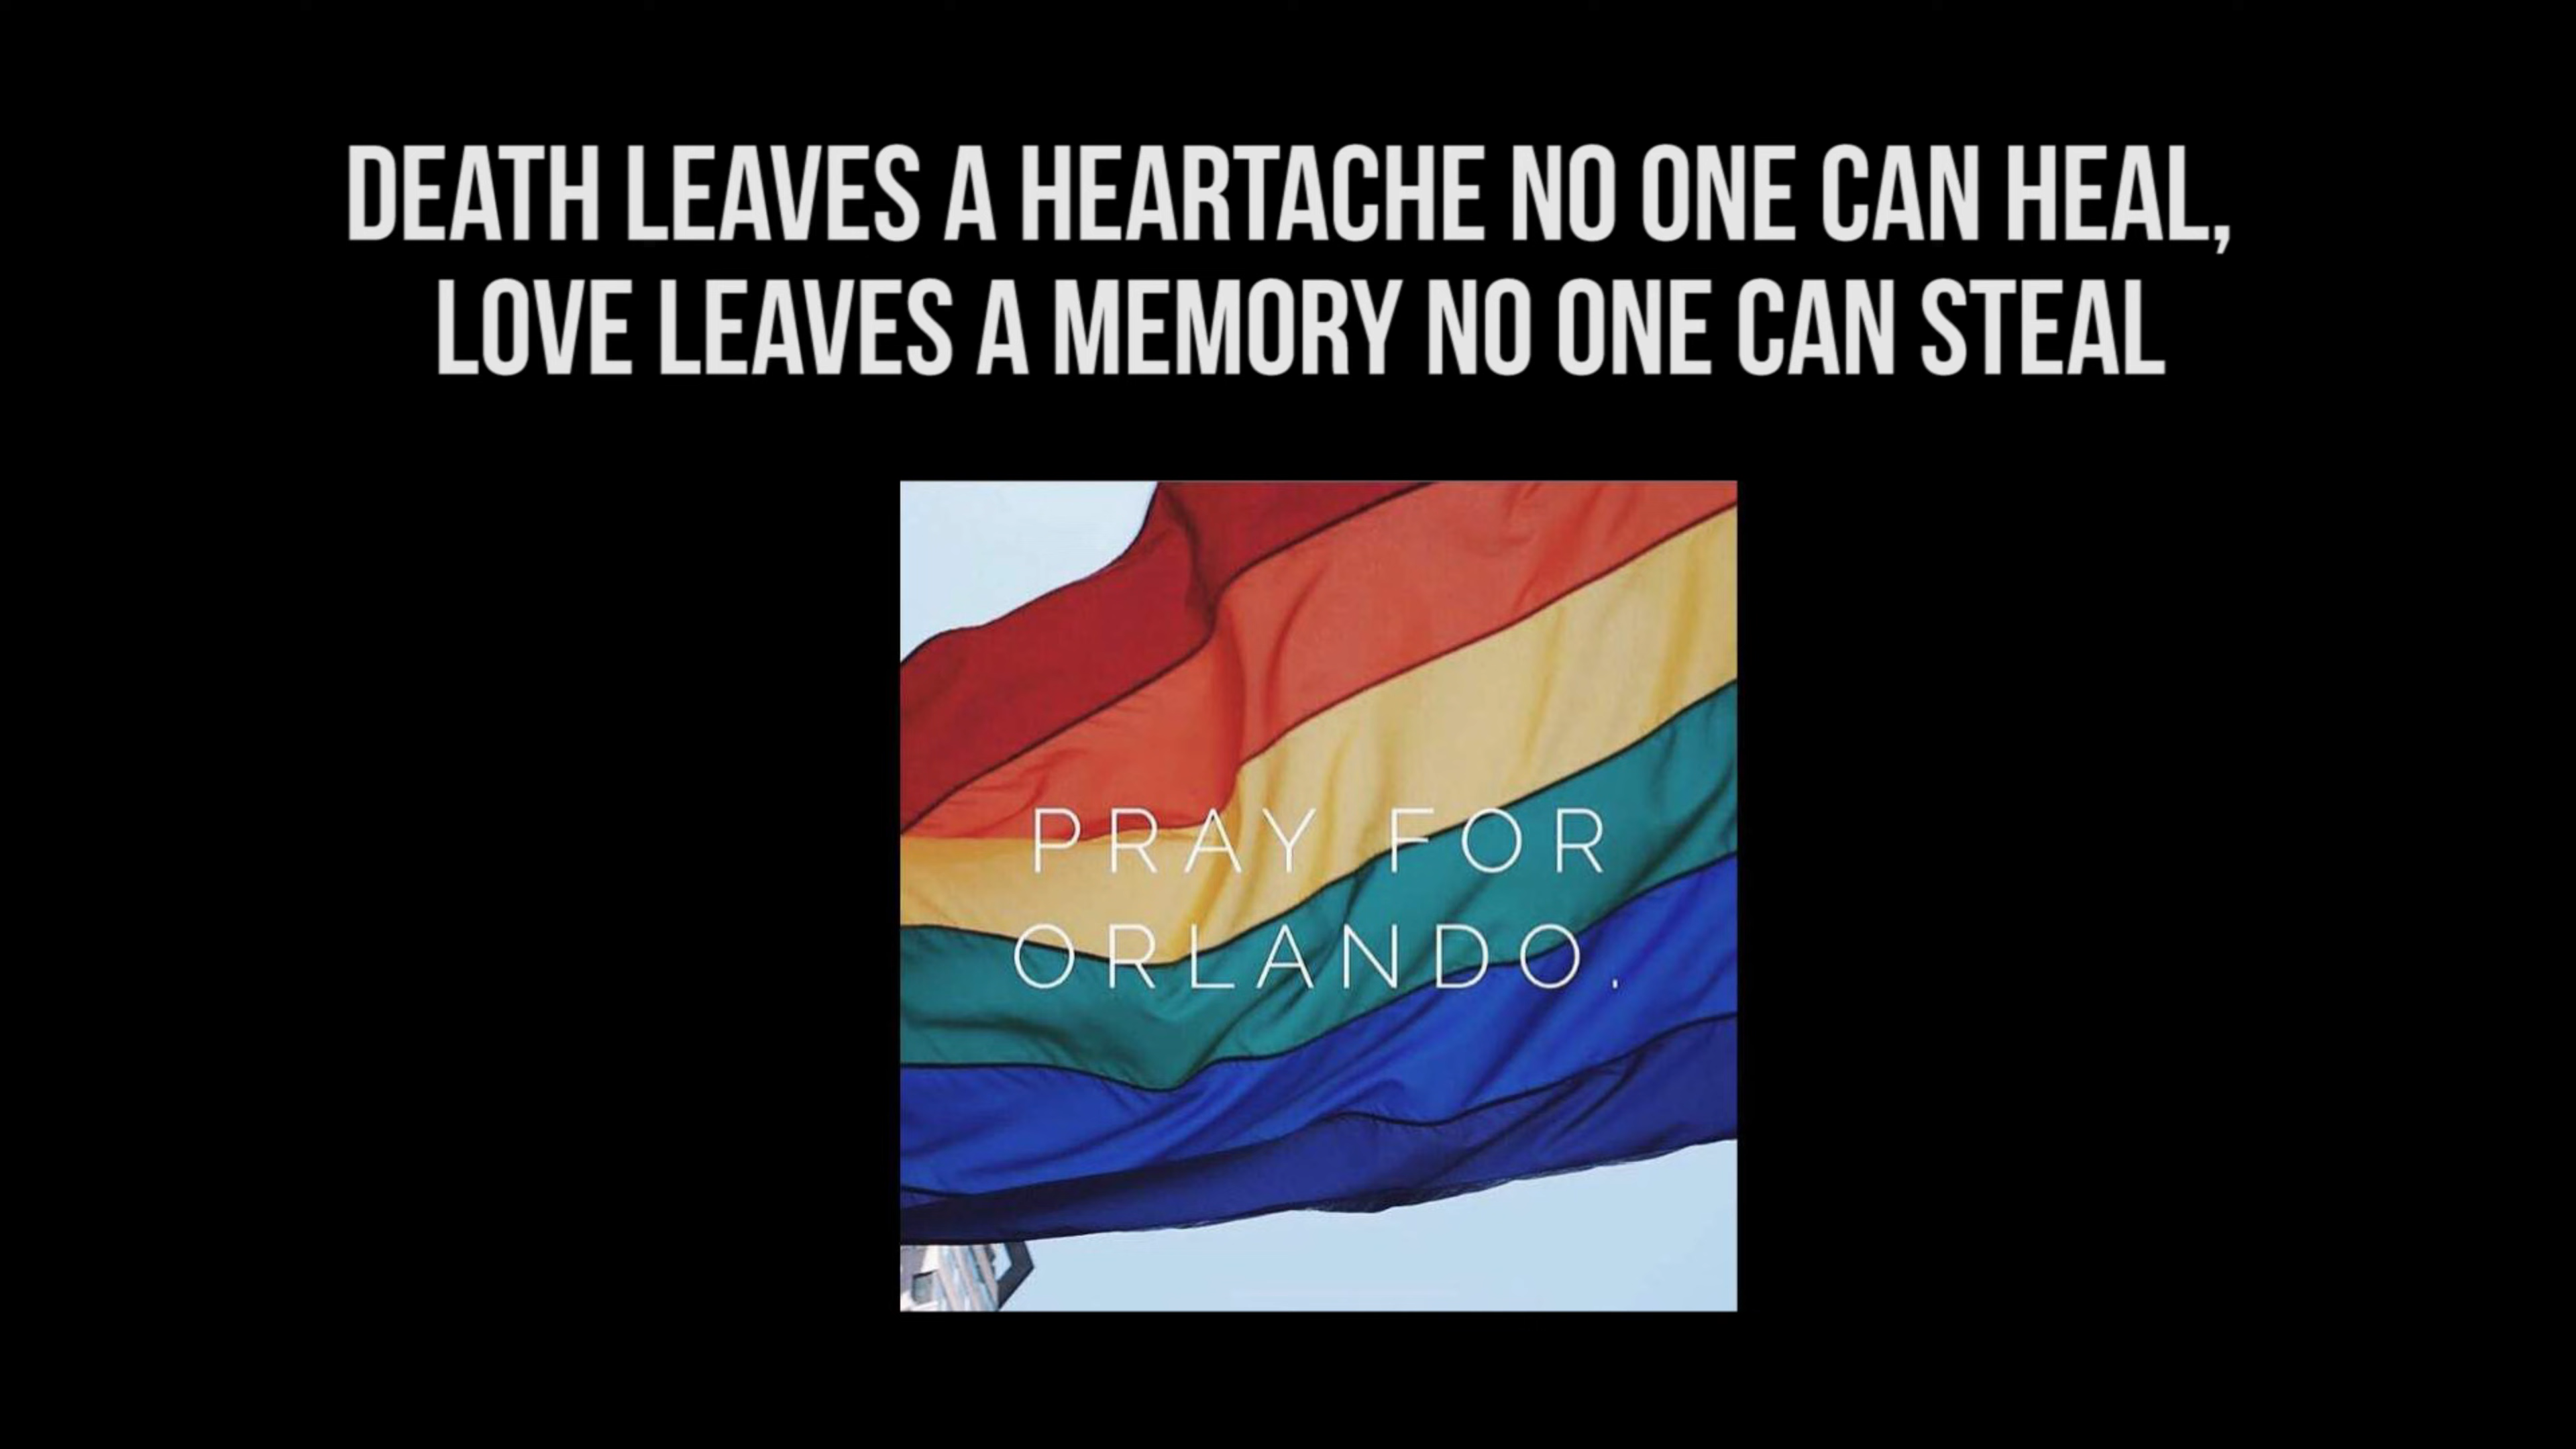 DEATH LEAVES A HEARTACHE NO ONE CAN HEAL,
LOVE LEAVES A MEMORY NO ONE CAN STEAL
PRAY FOR
ORLANDO.